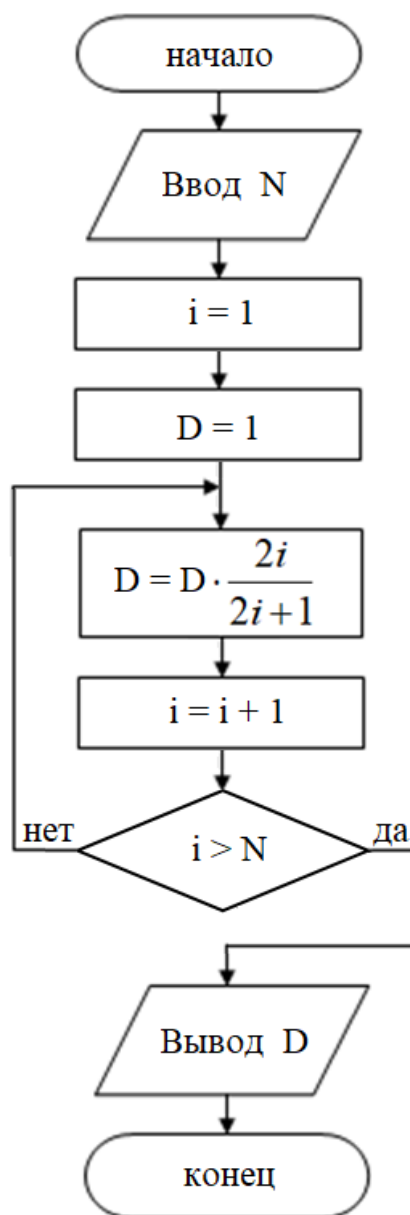 начало
Ввод N
i = 1
D = 1
D = D · 2i / 2i + 1
i = i + 1
нет
i > N
да
Вывод D
конец